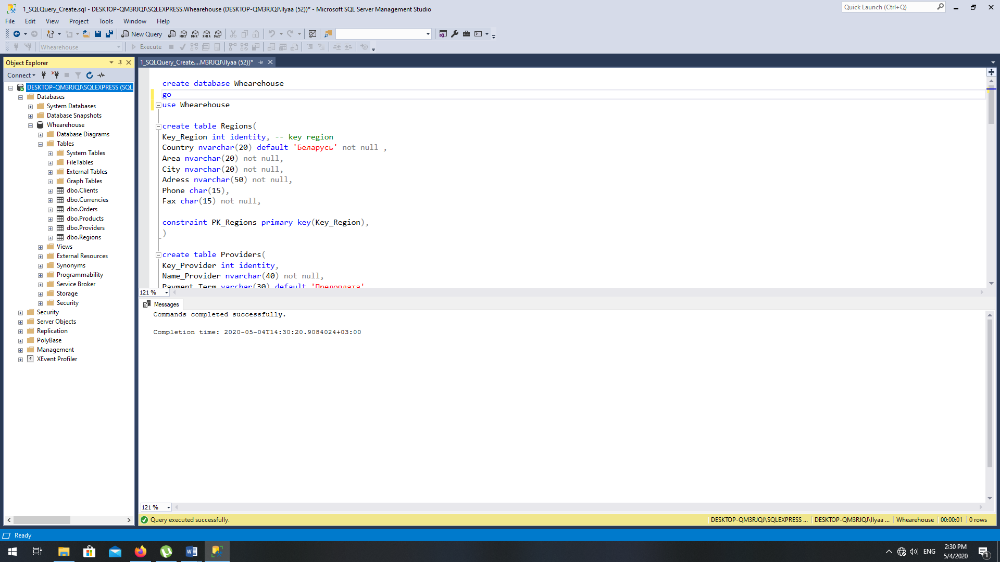 1_SQLQuery_Create.sql - DESKTOP-QM3RJQJ\SQLEXPRESS.Whearehouse (DESKTOP-QM3RJQJ\Ilyaa (52))* - Microsoft SQL Server Management Studio
Quick Launch (Ctrl+Q)
File Edit View Project Tools Window Help
New Query MDX DMX XMLA DAX
Whearehouse Execute
Object Explorer
1_SQLQuery_Create....M3RJQJ\Ilyaa (52))*
Connect
DESKTOP-QM3RJQJ\SQLEXPRESS (SQL
Databases
System Databases
Database Snapshots
Whearehouse
Database Diagrams
Tables
System Tables
FileTables
External Tables
Graph Tables
dbo.Clients
dbo.Currencies
dbo.Orders
dbo.Products
dbo.Providers
dbo.Regions
Views
External Resources
Synonyms
Programmability
Service Broker
Storage
Security
Security
Server Objects
Replication
PolyBase
Management
XEvent Profiler
create database Whearehouse
go
use Whearehouse
create table Regions(
Key_Region int identity, -- key region
Country nvarchar(20) default 'Беларусь' not null ,
Area nvarchar(20) not null,
City nvarchar(20) not null,
Adress nvarchar(50) not null,
Phone char(15),
Fax char(15) not null,
constraint PK_Regions primary key(Key_Region),
)
create table Providers(
Key_Provider int identity,
Name_Provider nvarchar(40) not null,
Payment_Term varchar(30) default 'Предоплата'
121 %
Messages
Commands completed successfully.
Completion time: 2020-05-04T14:30:20.9084024+03:00
121 %
Query executed successfully.
DESKTOP-QM3RJQJ\SQLEXPRESS ... DESKTOP-QM3RJQJ\Ilyaa ... Whearehouse 00:00:01 0 rows
Ready
ENG
2:30 PM
5/4/2020
1